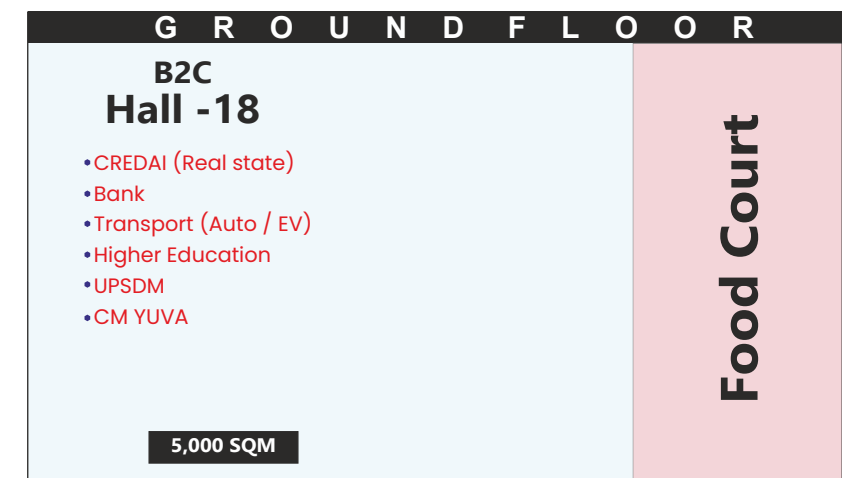 GROUND FLOOR
B2C
Hall -18
•CREDAI (Real state)
•Bank
•Transport (Auto / EV)
•Higher Education
•UPSDM
•CM YUVA
5,000 SQM
Food Court